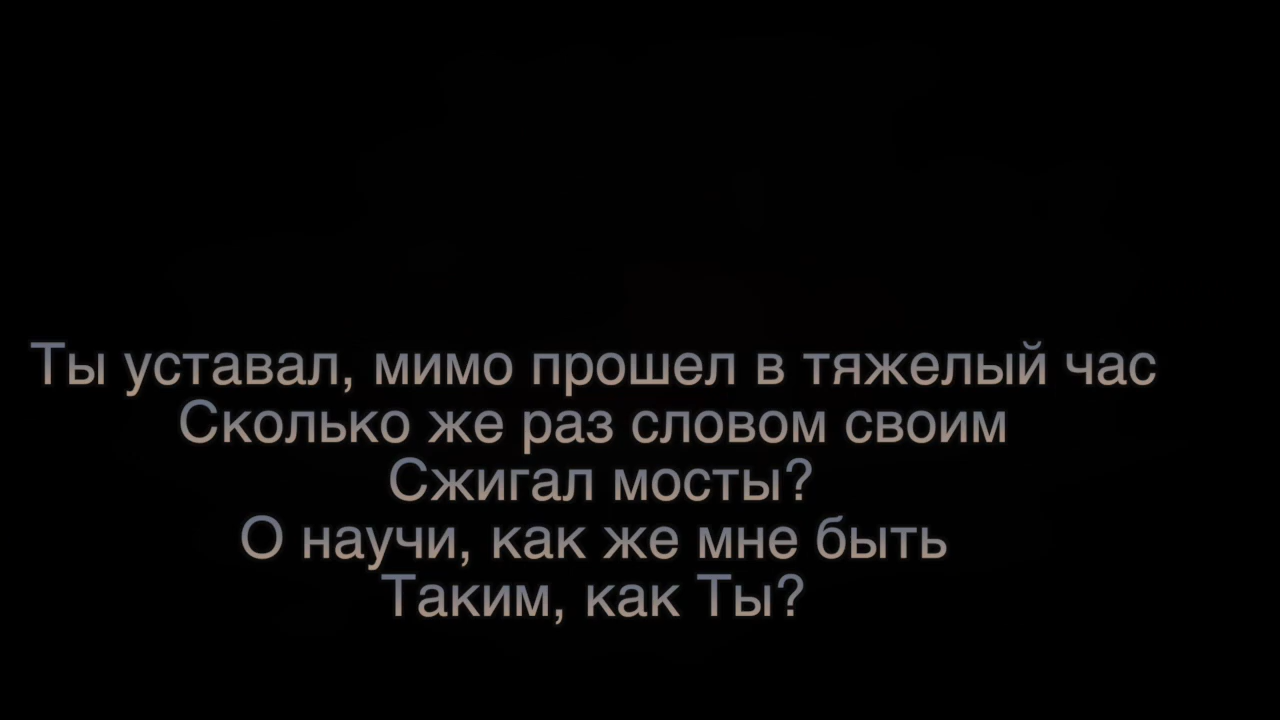 Ты уставал, мимо прошел в тяжелый час
Сколько же раз словом своим
Сжигал мосты?
О научи, как же мне быть
Таким, как Ты?